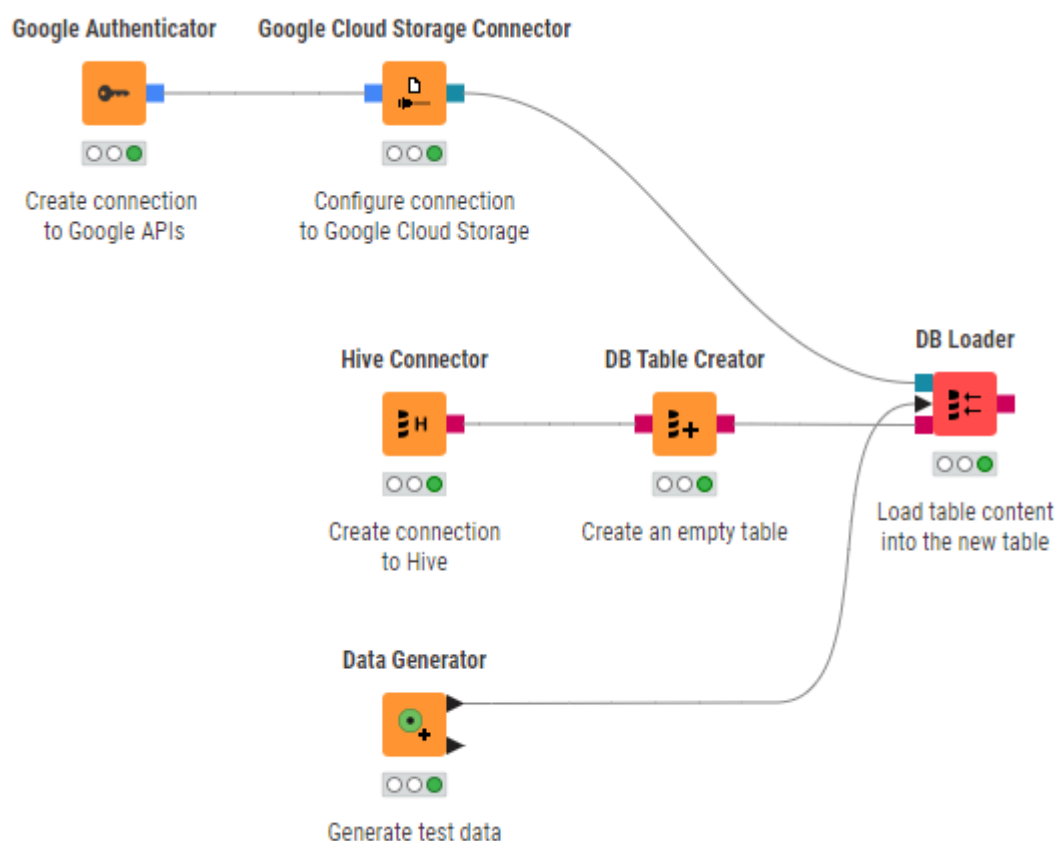 Google Authenticator
Google Cloud Storage Connector
Create connection
to Google APIs
Configure connection
to Google Cloud Storage
DB Loader
Hive Connector
DB Table Creator
H
Load table content
into the new table
Create connection
to Hive
Create an empty table
Data Generator
Generate test data